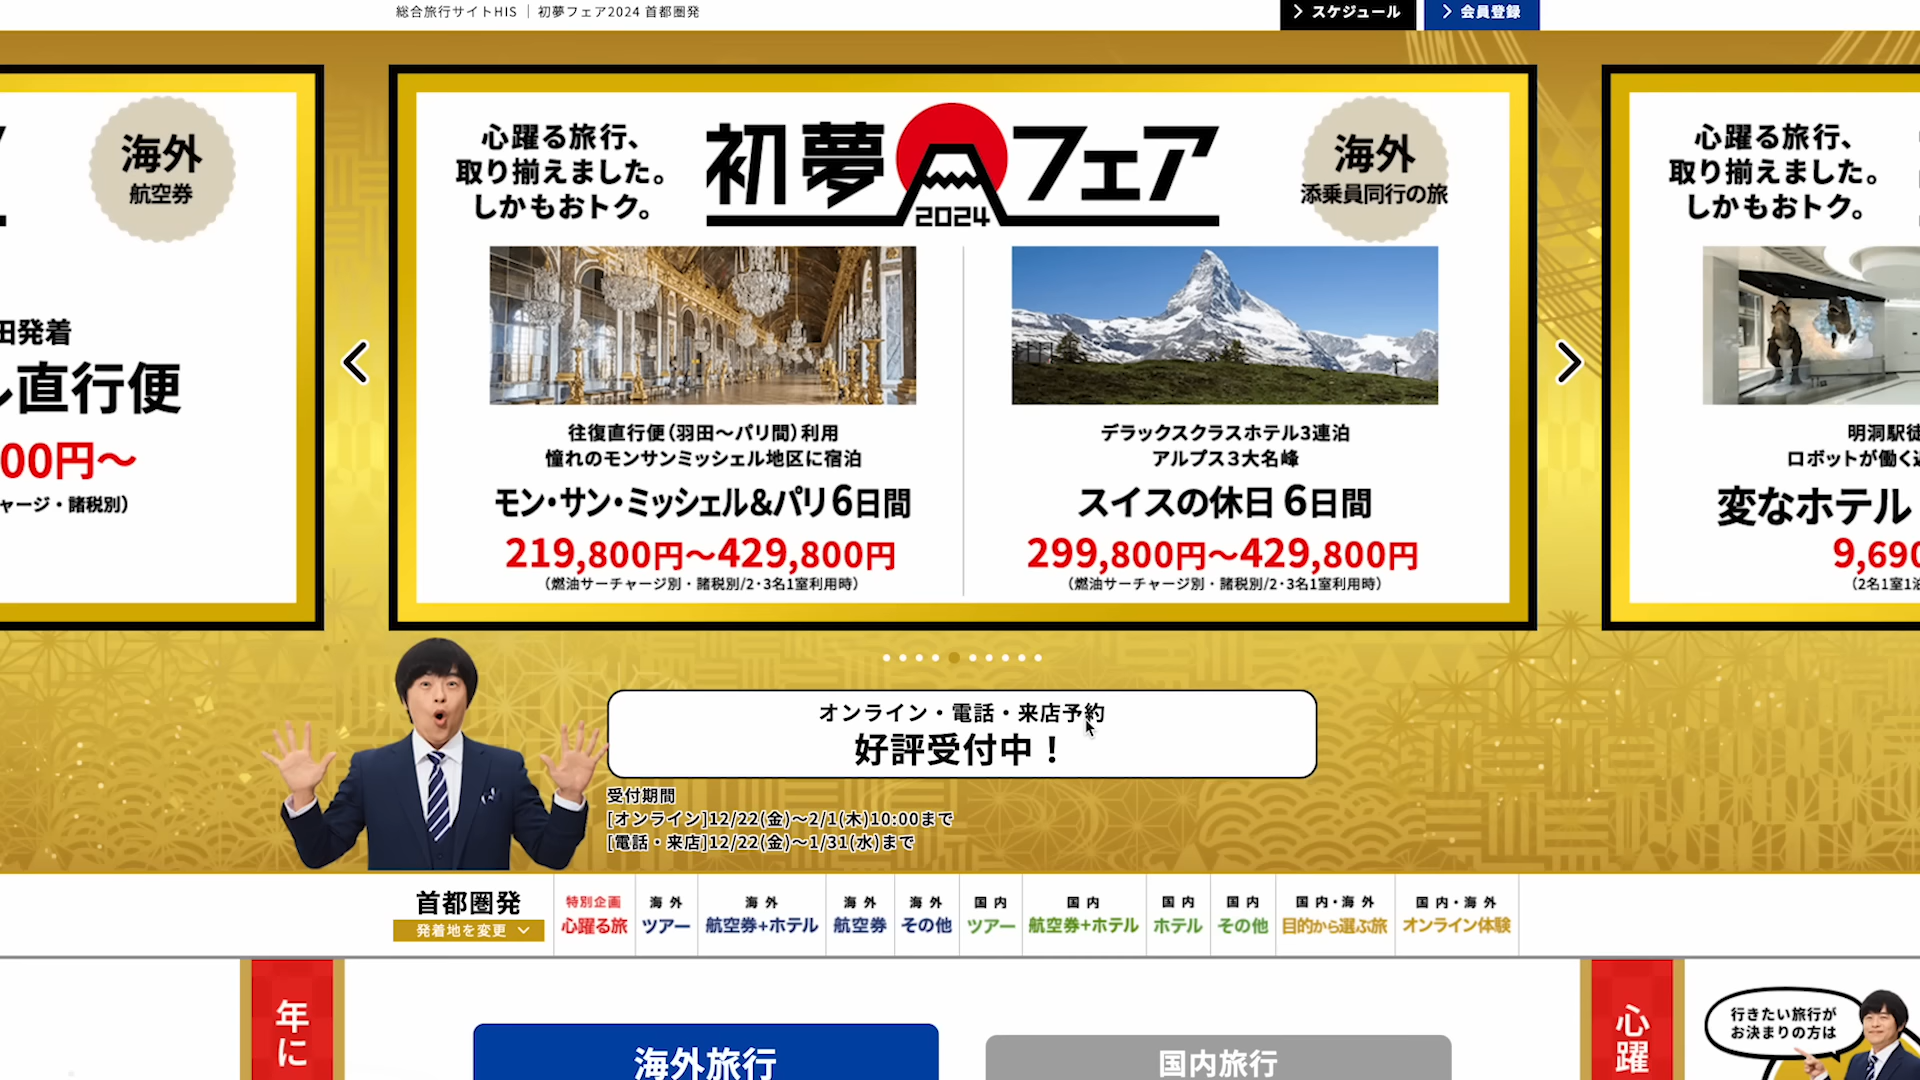 総合旅行サイトHIS ｜ 初夢フェア2024 首都圏発
スケジュール
会員登録
海外
航空券
田発着
ル直行便
00円～
ャージ・諸税別）
心躍る旅行、
取り揃えました。
しかもおトク。
初夢フェア
2024
海外
添乗員同行の旅
往復直行便（羽田～パリ間）利用
憧れのモンサンミッシェル地区に宿泊
モン・サン・ミッシェル&パリ6日間
219,800円～429,800円
（燃油サーチャージ別・諸税別/2・3名1室利用時）
デラックスクラスホテル3連泊
アルプス3大名峰
スイスの休日 6日間
299,800円～429,800円
（燃油サーチャージ別・諸税別/2・3名1室利用時）
心躍る旅行、
取り揃えました。
しかもおトク。
明洞駅徒
ロボットが働く
変なホテル
9,690
（2名1室1泊
オンライン・電話・来店予約
好評受付中！
受付期間
[オンライン]12/22(金)～2/1(木)10:00まで
[電話・来店]12/22(金)～1/31(水)まで
首都圏発
発着地を変更
特別企画
心躍る旅
海外
ツアー
海外
航空券+ホテル
海外
航空券
海外
その他
国内
ツアー
国内
航空券+ホテル
国内
ホテル
国内
その他
国内・海外
目的から選ぶ旅
国内・海外
オンライン体験
年に
海外旅行
国内旅行
心躍
行きたい旅行が
お決まりの方は